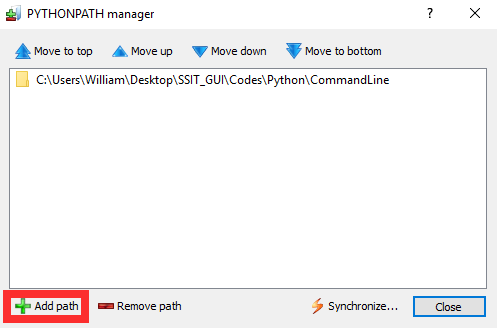 PYTHONPATH manager ?
Move to top Move up Move down Move to bottom
C:\Users\William\Desktop\SSIT_GUI\Codes\Python\CommandLine
Add path Remove path Synchronize... Close